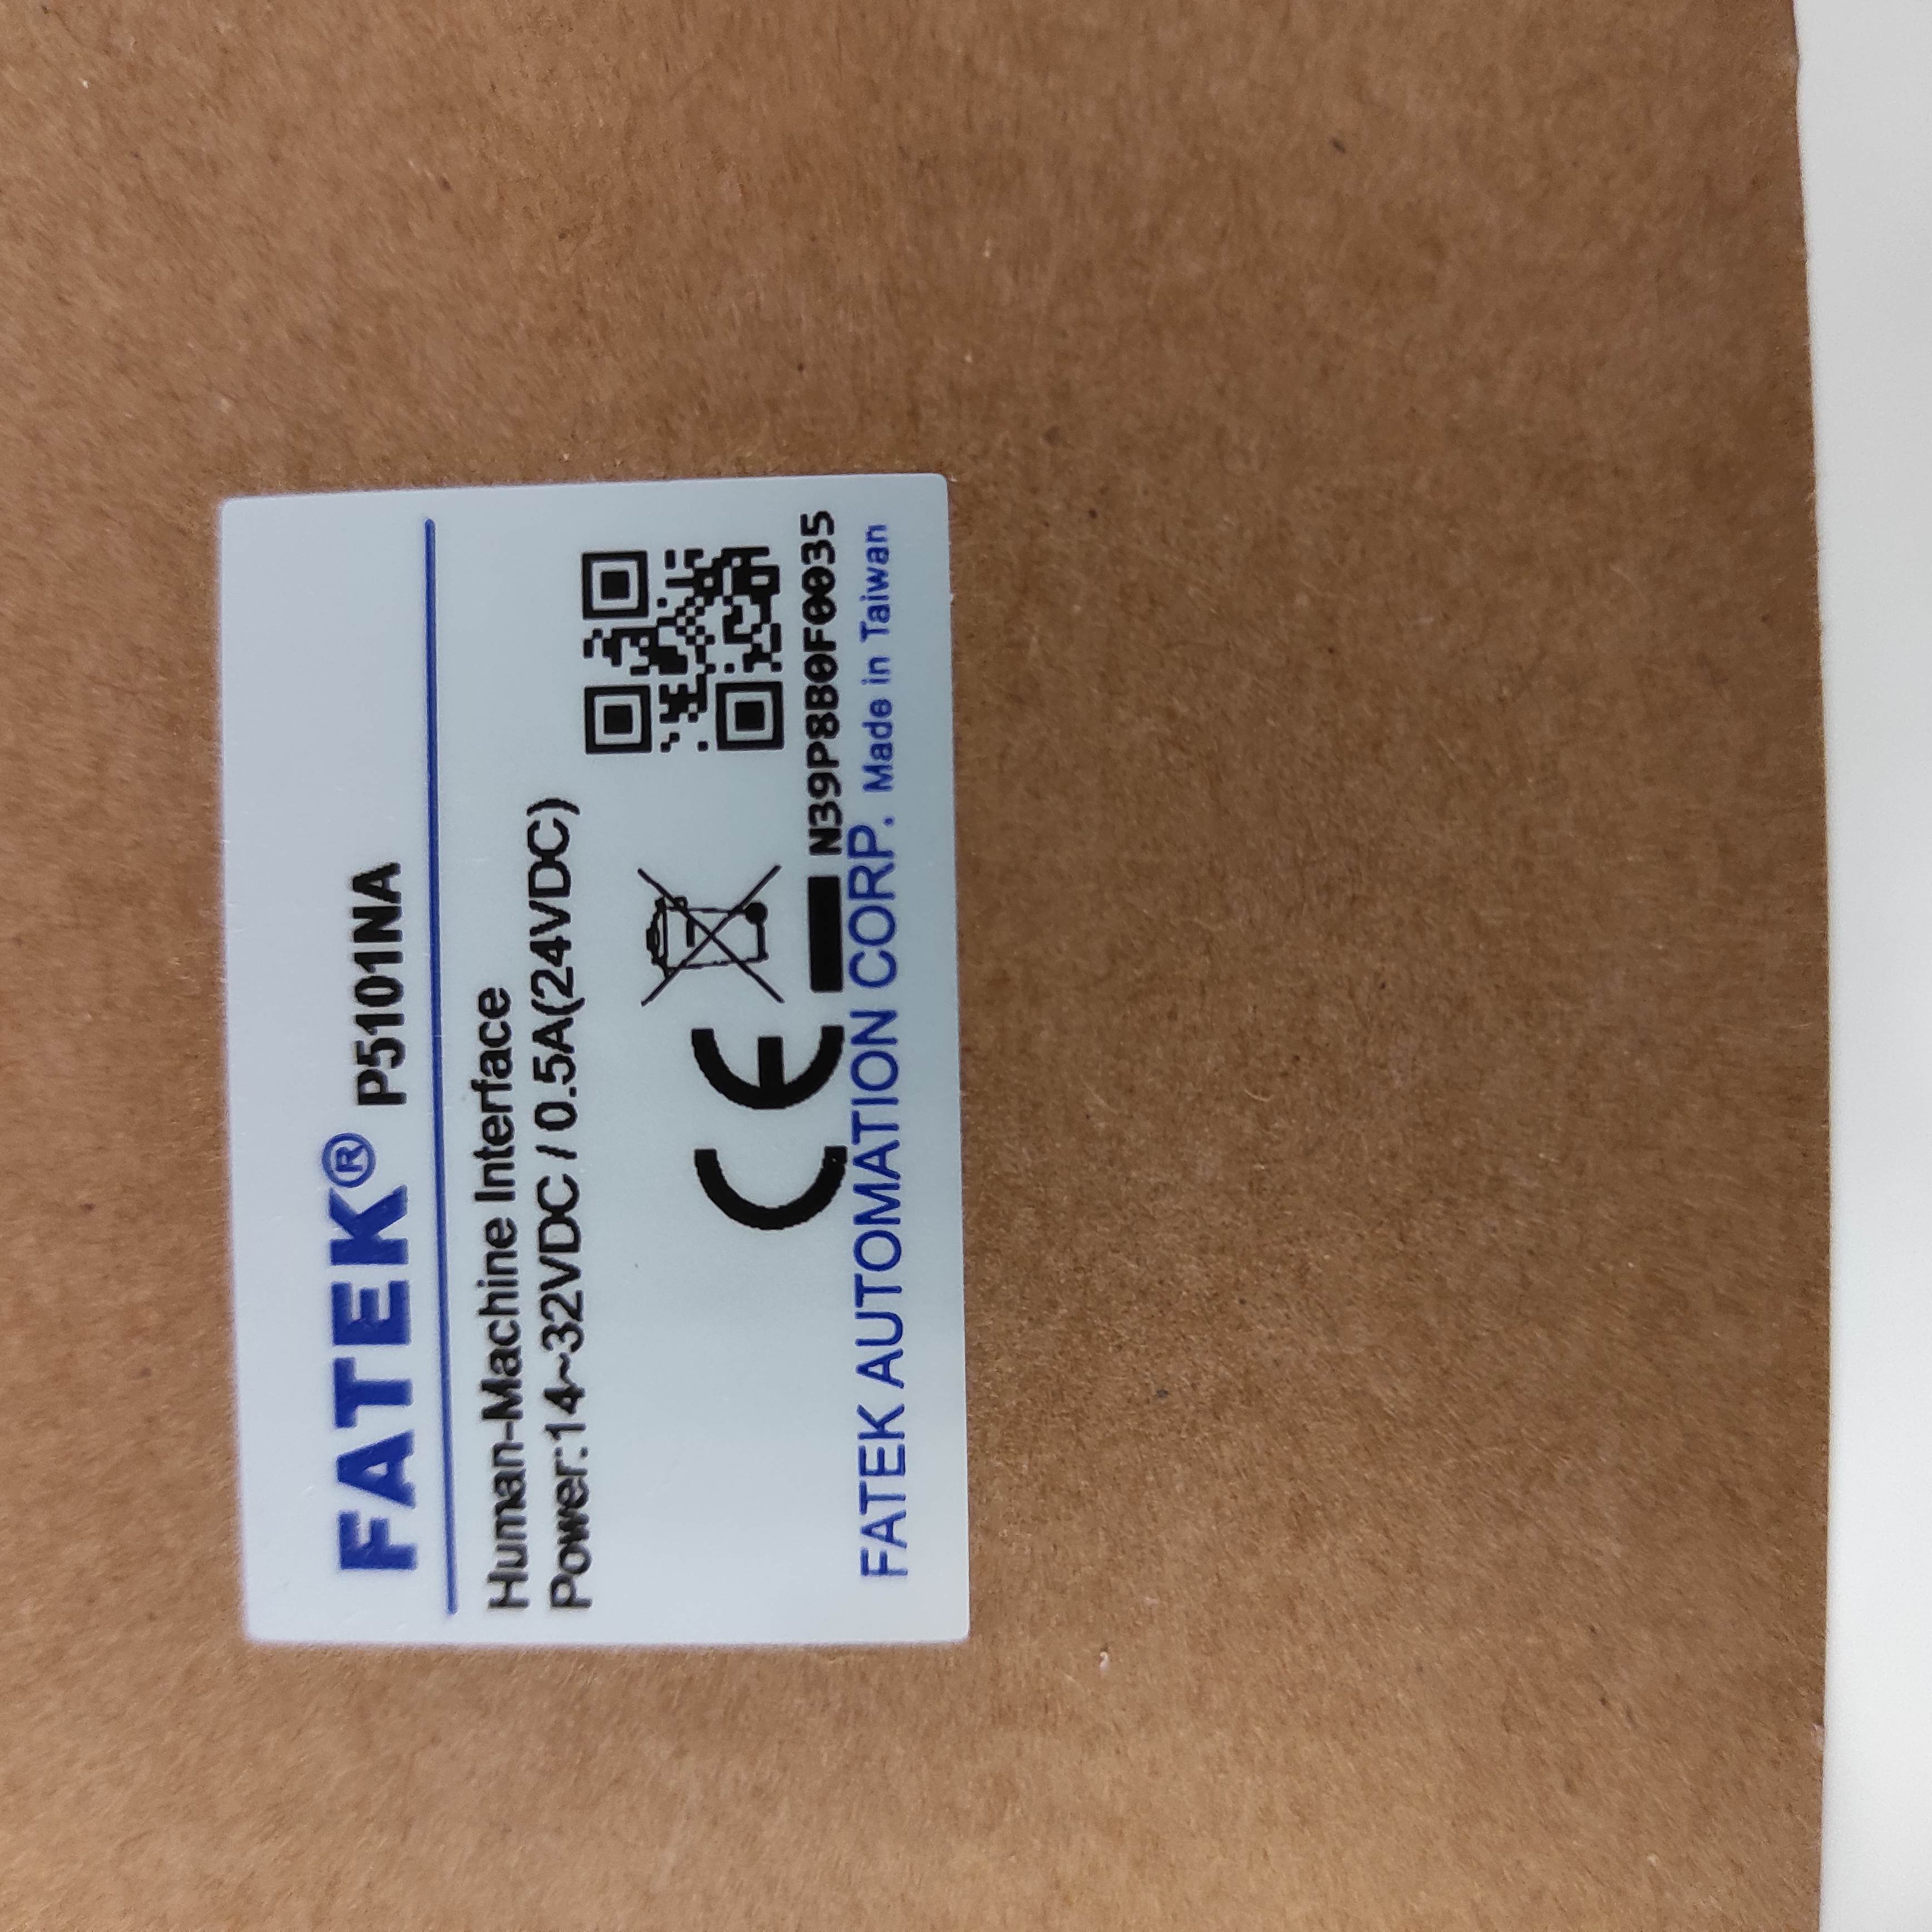 FATEK® P5101NA
Human-Machine Interface
Power:14~32VDC / 0.5A(24VDC)
CE
N39P8B0F0035
FATEK AUTOMATION CORP. Made in Taiwan